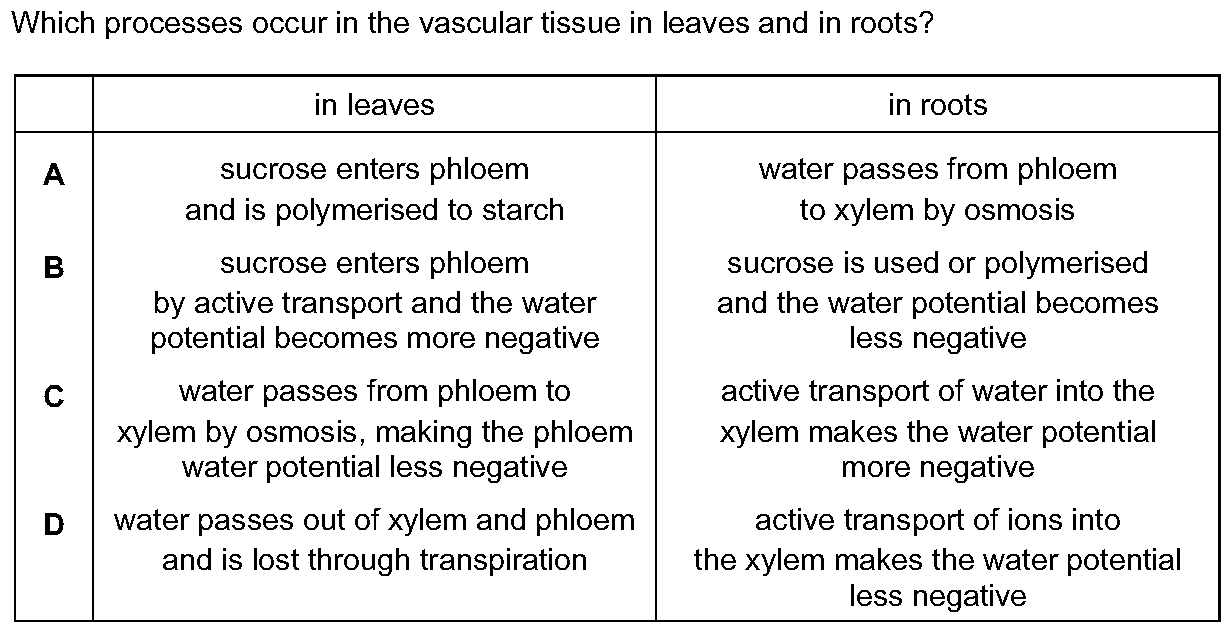 Which processes occur in the vascular tissue in leaves and in roots?
in leaves in roots
A sucrose enters phloem water passes from phloem
and is polymerised to starch to xylem by osmosis
B sucrose enters phloem sucrose is used or polymerised
by active transport and the water and the water potential becomes
potential becomes more negative less negative
C water passes from phloem to active transport of water into the
xylem by osmosis, making the phloem xylem makes the water potential
water potential less negative more negative
D water passes out of xylem and phloem active transport of ions into
and is lost through transpiration the xylem makes the water potential
less negative